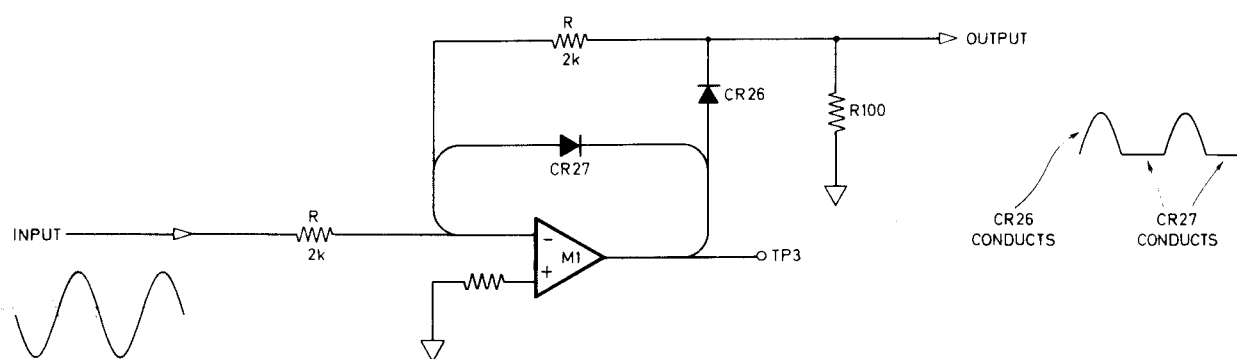 R
2k
OUTPUT
CR26
R100
CR27
INPUT
R
2k
-
M1
+
TP3
CR26
CONDUCTS
CR27
CONDUCTS